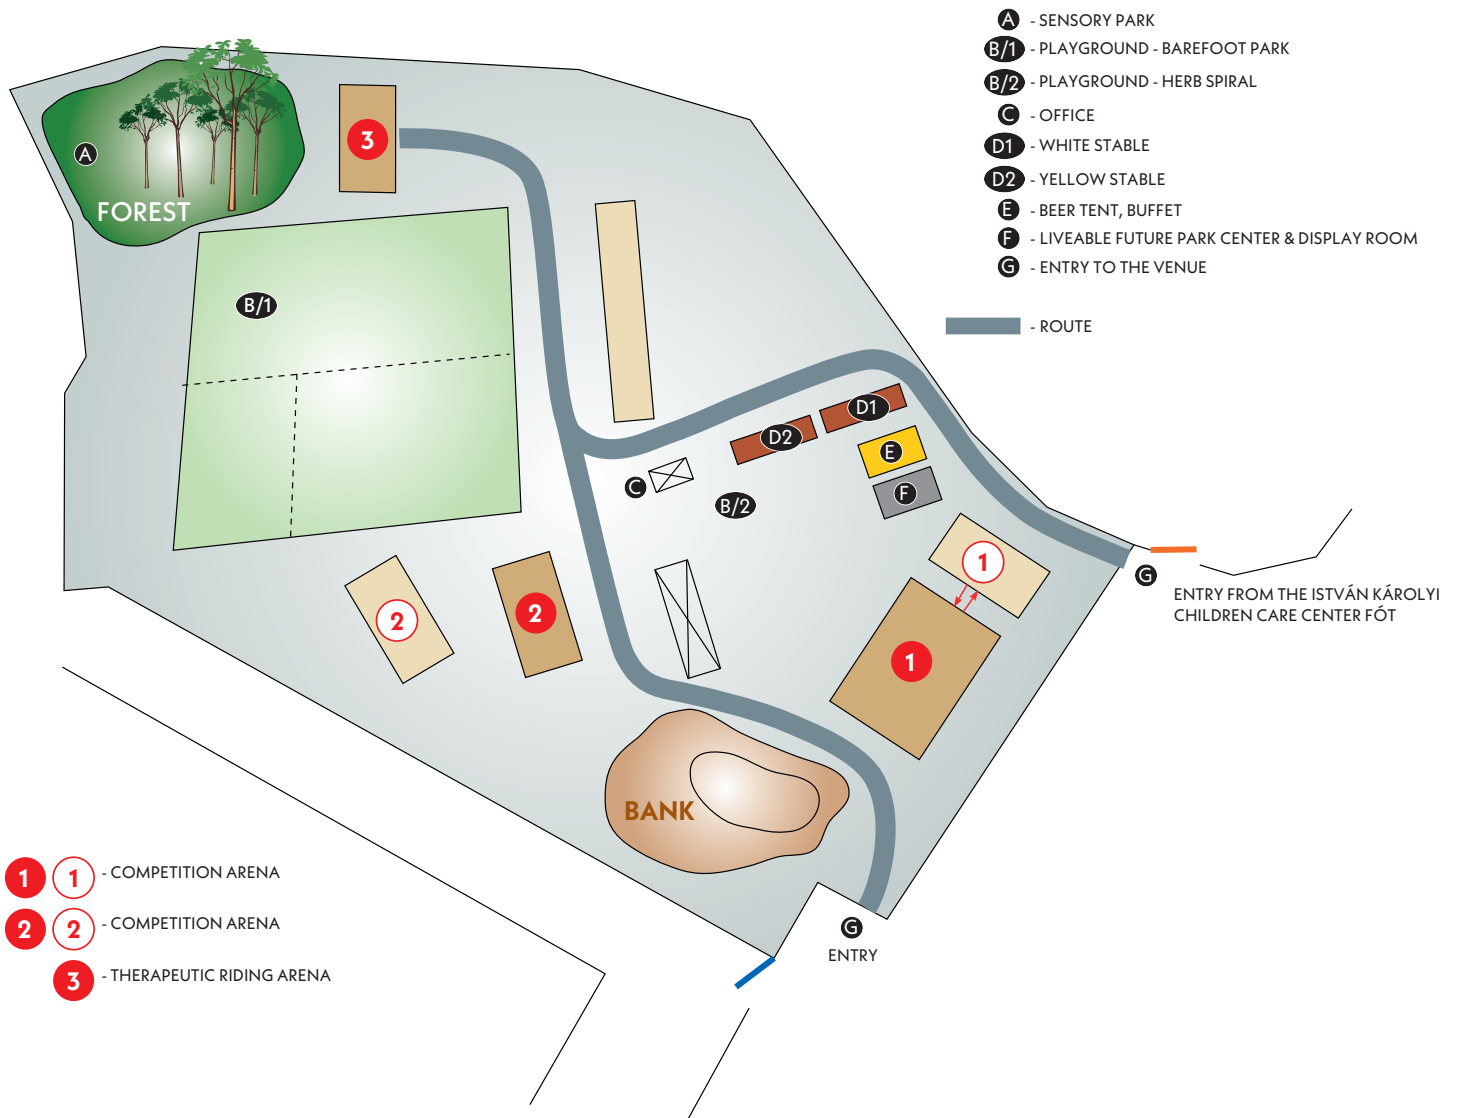 A - SENSORY PARK
B/1 - PLAYGROUND - BAREFOOT PARK
B/2 - PLAYGROUND - HERB SPIRAL
C - OFFICE
D1 - WHITE STABLE
D2 - YELLOW STABLE
E - BEER TENT, BUFFET
F - LIVEABLE FUTURE PARK CENTER & DISPLAY ROOM
G - ENTRY TO THE VENUE
- ROUTE
3
A
FOREST
B/1
D1
D2
E
C
F
B/2
1
G
ENTRY FROM THE ISTVÁN KÁROLYI
CHILDREN CARE CENTER FÓT
2
2
1
BANK
G
ENTRY
1 1 - COMPETITION ARENA
2 2 - COMPETITION ARENA
3 - THERAPEUTIC RIDING ARENA